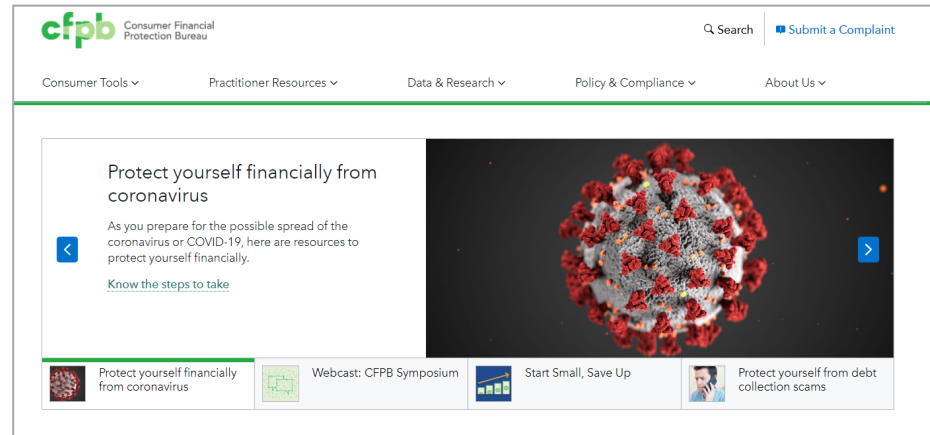 cfpb Consumer Financial
Protection Bureau
Search
Submit a Complaint
Consumer Tools
Practitioner Resources
Data & Research
Policy & Compliance
About Us
Protect yourself financially from
coronavirus
As you prepare for the possible spread of the
coronavirus or COVID-19, here are resources to
protect yourself financially.
Know the steps to take
Protect yourself financially
from coronavirus
Webcast: CFPB Symposium
Start Small, Save Up
Protect yourself from debt
collection scams